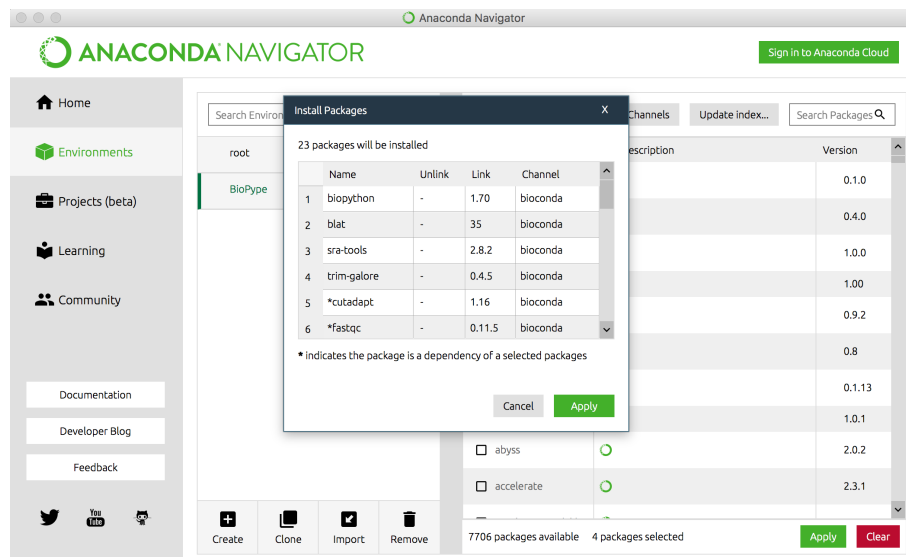 Anaconda Navigator
ANACONDA NAVIGATOR
Sign in to Anaconda Cloud
Home
Environments
Projects (beta)
Learning
Community
Documentation
Developer Blog
Feedback
You
Tube
Search Environ
root
BioPype
Create
Clone
Import
Remove
Install Packages X
23 packages will be installed
Name Unlink Link Channel
1 biopython - 1.70 bioconda
2 blat - 35 bioconda
3 sra-tools - 2.8.2 bioconda
4 trim-galore - 0.4.5 bioconda
5 *cutadapt - 1.16 bioconda
6 *fastqc - 0.11.5 bioconda
* indicates the package is a dependency of a selected packages
Cancel Apply
Channels Update index... Search Packages
escription Version
0.1.0
0.4.0
1.0.0
1.00
0.9.2
0.8
0.1.13
1.0.1
abyss 2.0.2
accelerate 2.3.1
7706 packages available 4 packages selected Apply Clear